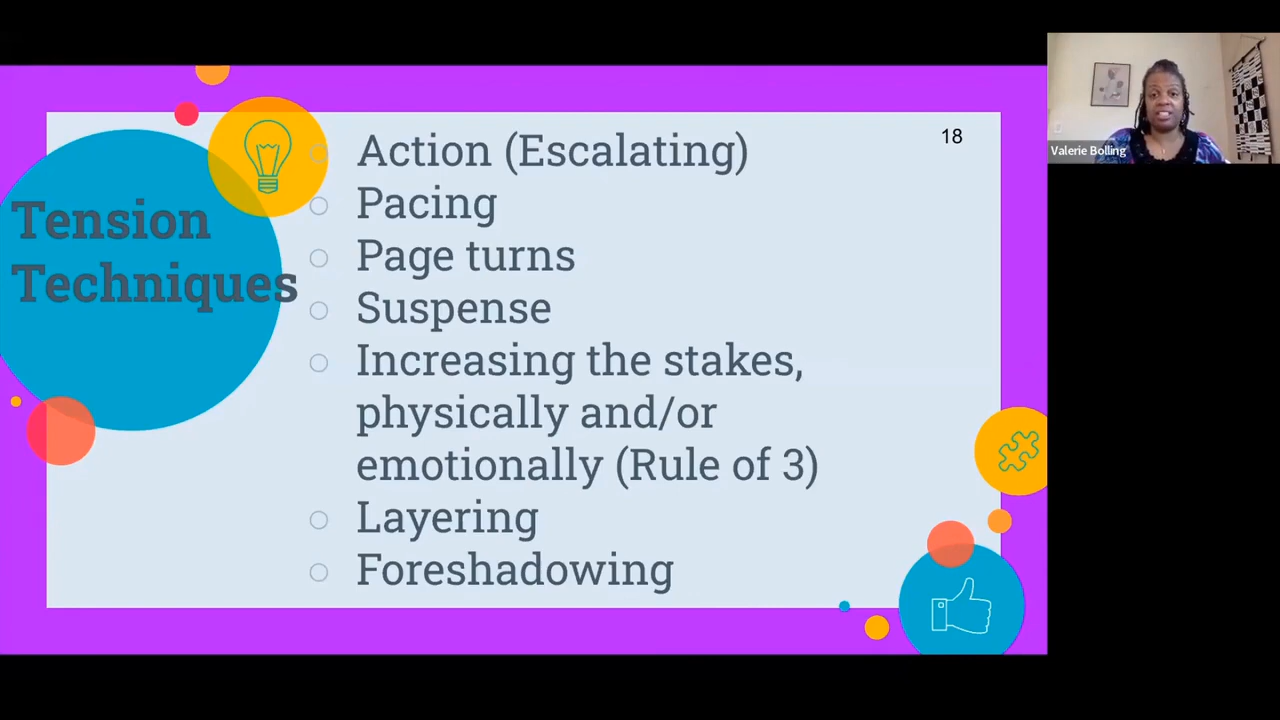 Tension
Techniques
Action (Escalating)
Pacing
Page turns
Suspense
Increasing the stakes,
physically and/or
emotionally (Rule of 3)
Layering
Foreshadowing
18
Valerie Bolling